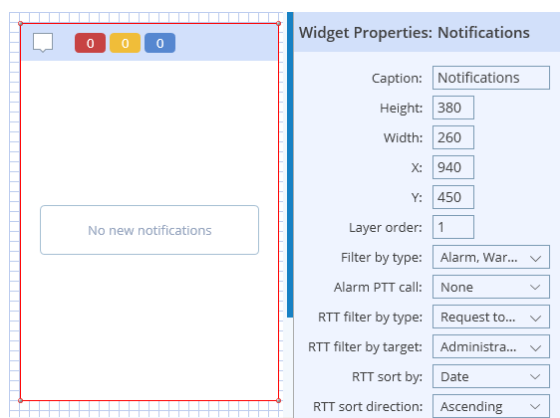 0 0 0
No new notifications
Widget Properties: Notifications
Caption: Notifications
Height: 380
Width: 260
X: 940
Y: 450
Layer order: 1
Filter by type: Alarm, War...
Alarm PTT call: None
RTT filter by type: Request to...
RTT filter by target: Administra...
RTT sort by: Date
RTT sort direction: Ascending